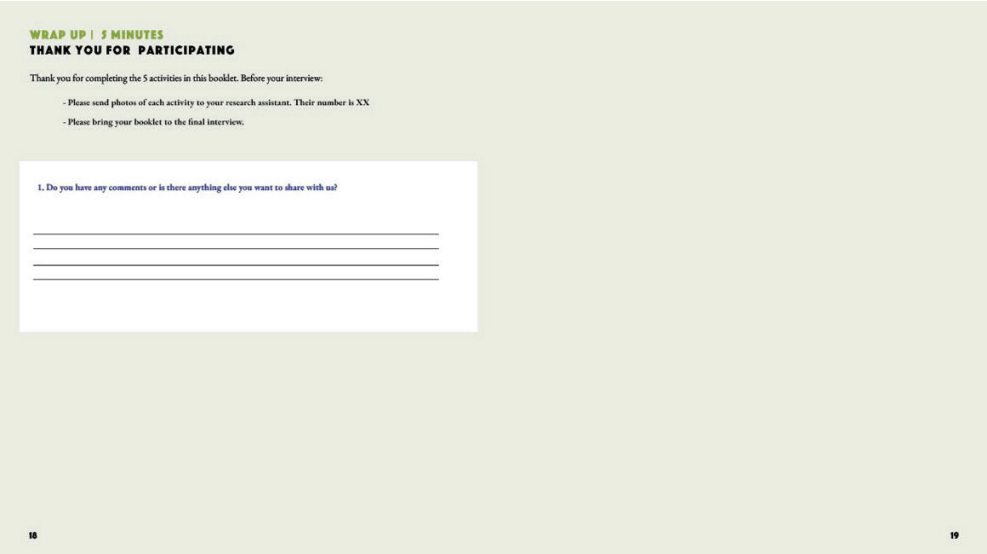 WRAP UP | 5 MINUTES
THANK YOU FOR PARTICIPATING
Thank you for completing the 5 activities in this booklet. Before your interview:
- Please send photos of each activity to your research assistant. Their number is XX
- Please bring your booklet to the final interview.
1. Do you have any comments or is there anything else you want to share with us?
18
19